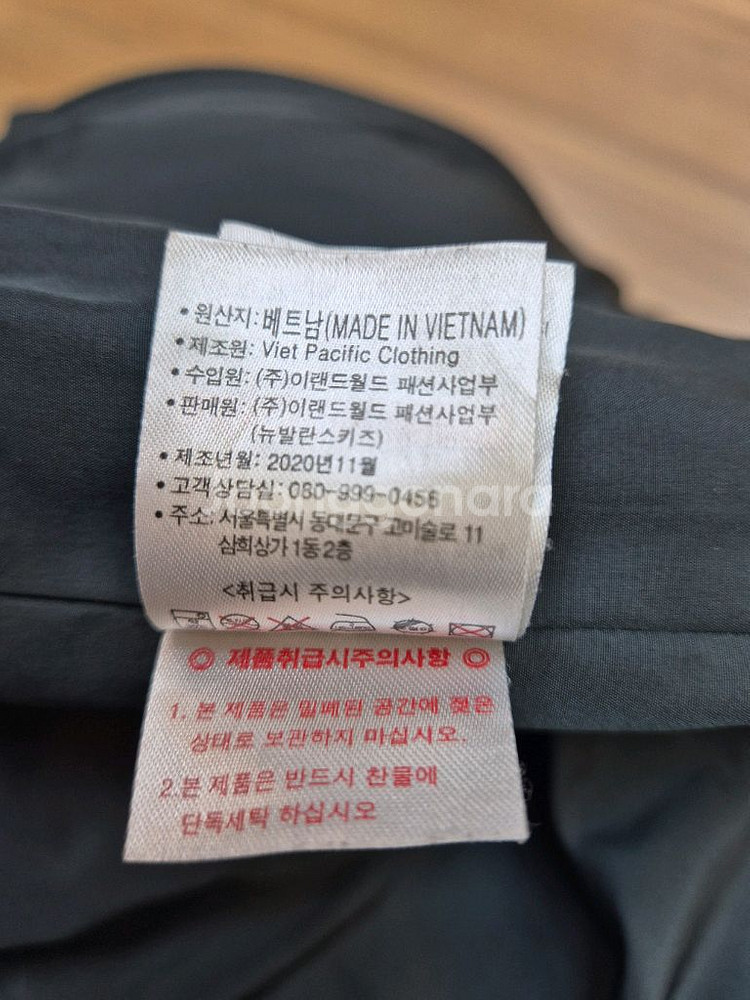 • 원산지: 베트남(MADE IN VIETNAM)
• 제조원: Viet Pacific Clothing
• 수입원: (주)이랜드월드 패션사업부
• 판매원: (주)이랜드월드 패션사업부
(뉴발란스키즈)
• 제조년월: 2020년11월
• 고객상담실: 080-999-0456
• 주소: 서울특별시 동대문구 고미술로 11
삼희상가 1동 2층
<취급시 주의사항>
◎ 제품취급시주의사항 ◎
1. 본 제품은 밀폐된 공간에 젖은
상태로 보관하지 마십시오.
2.본 제품은 반드시 찬물에
단독세탁 하십시오